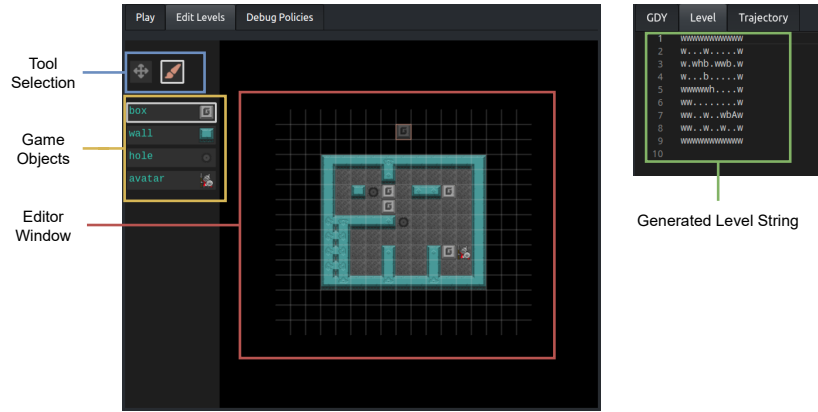 Play Edit Levels Debug Policies
GDY Level Trajectory
Tool Selection
Game Objects
Editor Window
box
wall
hole
avatar
1 wwwwwwwwwww
2 w...w.....w
3 w.whb.wwb.w
4 w...b.....w
5 wwwwwh....w
6 ww........w
7 ww..w..wbAw
8 ww..w..w..w
9 wwwwwwwwwww
10
Generated Level String